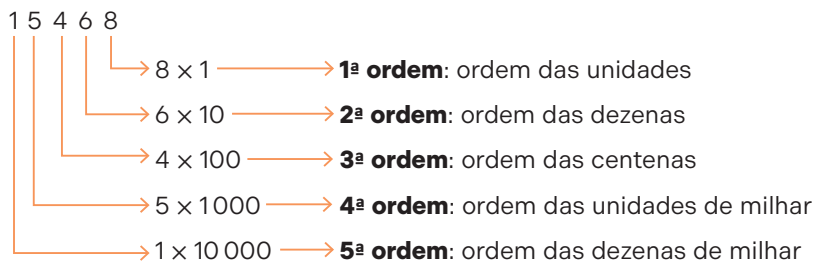 1 5 4 6 8
8 × 1 1ª ordem: ordem das unidades
6 × 10 2ª ordem: ordem das dezenas
4 × 100 3ª ordem: ordem das centenas
5 × 1 000 4ª ordem: ordem das unidades de milhar
1 × 10 000 5ª ordem: ordem das dezenas de milhar